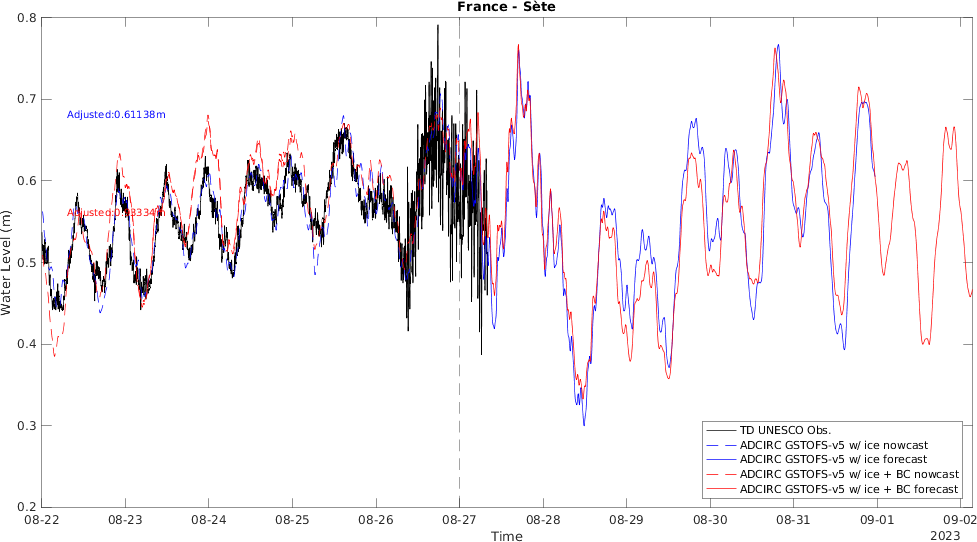 France - Sète
0.8
0.7
0.6
0.5
0.4
0.3
0.2
Water Level (m)
Adjusted:0.61138m
08-22
08-23
08-24
08-25
08-26
08-27
08-28
08-29
08-30
08-31
09-01
09-02
2023
Time
TD UNESCO Obs.
ADCIRC GSTOFS-v5 w/ ice nowcast
ADCIRC GSTOFS-v5 w/ ice forecast
ADCIRC GSTOFS-v5 w/ ice + BC nowcast
ADCIRC GSTOFS-v5 w/ ice + BC forecast